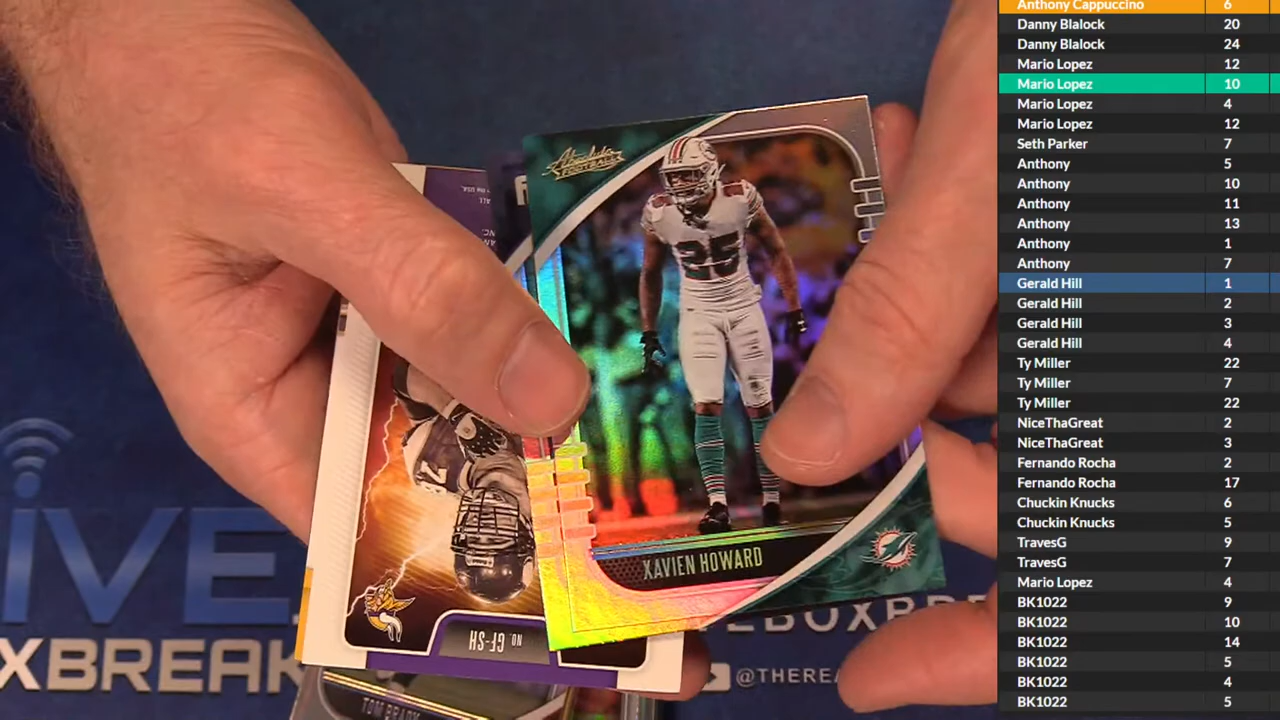 Absolute
FOOTBALL
25
XAVIEN HOWARD
NO. GF-SH
7
TOM BRADY
iVE
XBREAK
@THEREA
Anthony Cappuccino 6
Danny Blalock 20
Danny Blalock 24
Mario Lopez 12
Mario Lopez 10
Mario Lopez 4
Mario Lopez 12
Seth Parker 7
Anthony 5
Anthony 10
Anthony 11
Anthony 13
Anthony 1
Anthony 7
Gerald Hill 1
Gerald Hill 2
Gerald Hill 3
Gerald Hill 4
Ty Miller 22
Ty Miller 7
Ty Miller 22
NiceThaGreat 2
NiceThaGreat 3
Fernando Rocha 2
Fernando Rocha 17
Chuckin Knucks 6
Chuckin Knucks 5
TravesG 9
TravesG 7
Mario Lopez 4
BK1022 9
BK1022 10
BK1022 14
BK1022 5
BK1022 4
BK1022 5